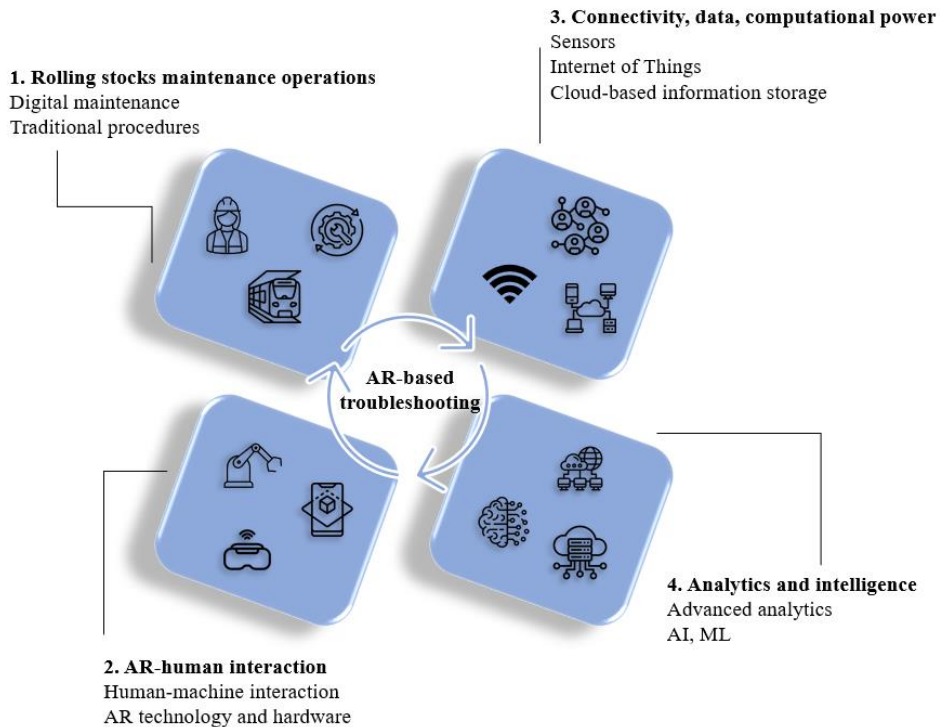 1. Rolling stocks maintenance operations
Digital maintenance
Traditional procedures
3. Connectivity, data, computational power
Sensors
Internet of Things
Cloud-based information storage
AR-based
troubleshooting
2. AR-human interaction
Human-machine interaction
AR technology and hardware
4. Analytics and intelligence
Advanced analytics
AI, ML